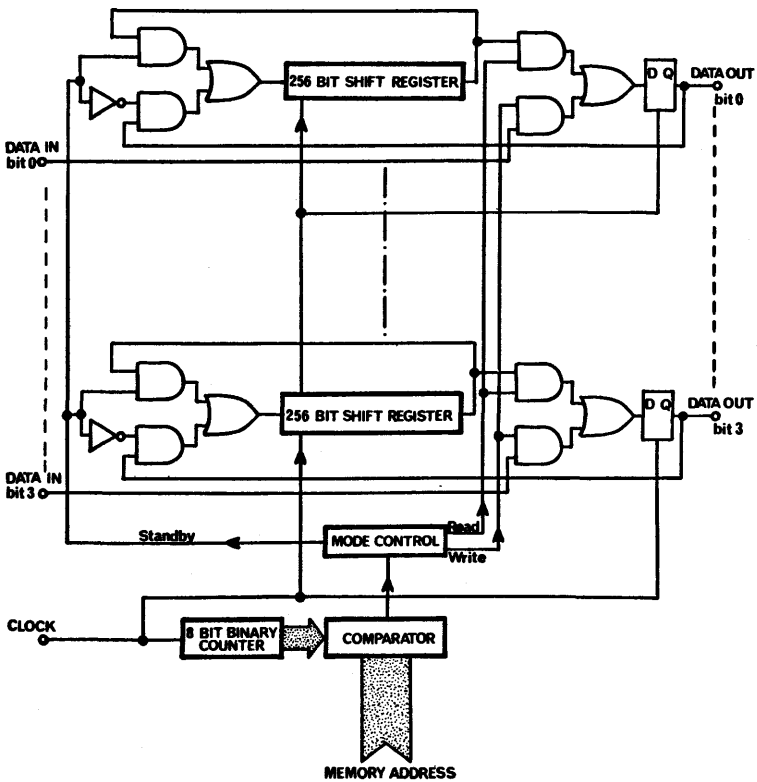 256 BIT SHIFT REGISTER
D Q
DATA OUT
bit 0
DATA IN
bit 0
256 BIT SHIFT REGISTER
D Q
DATA OUT
bit 3
DATA IN
bit 3
Standby
MODE CONTROL
Read
Write
CLOCK
8 BIT BINARY
COUNTER
COMPARATOR
MEMORY ADDRESS